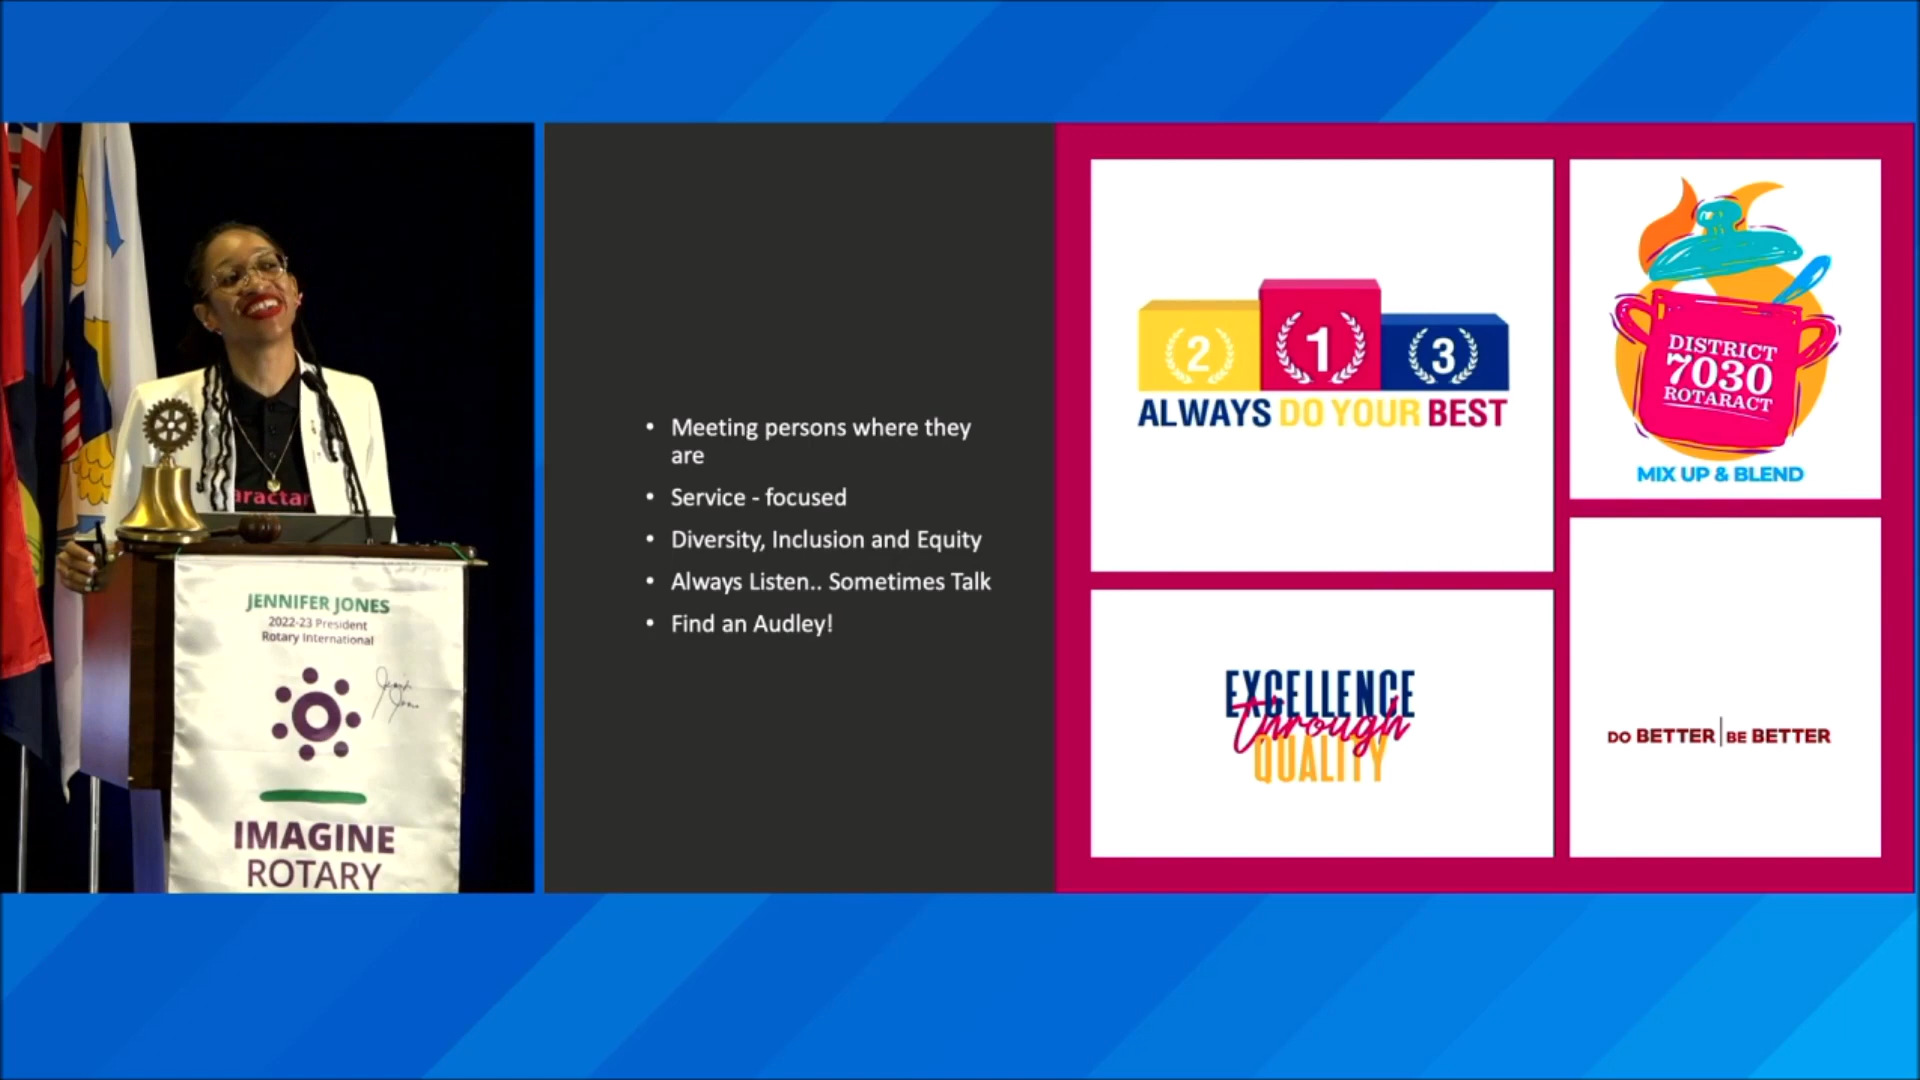 aractar
JENNIFER JONES
2022-23 President
Rotary International
IMAGINE
ROTARY
• Meeting persons where they
are
• Service - focused
• Diversity, Inclusion and Equity
• Always Listen.. Sometimes Talk
• Find an Audley!
2
1
3
ALWAYS DO YOUR BEST
DISTRICT
7030
ROTARACT
MIX UP & BLEND
EXCELLENCE
through
QUALITY
DO BETTER | BE BETTER